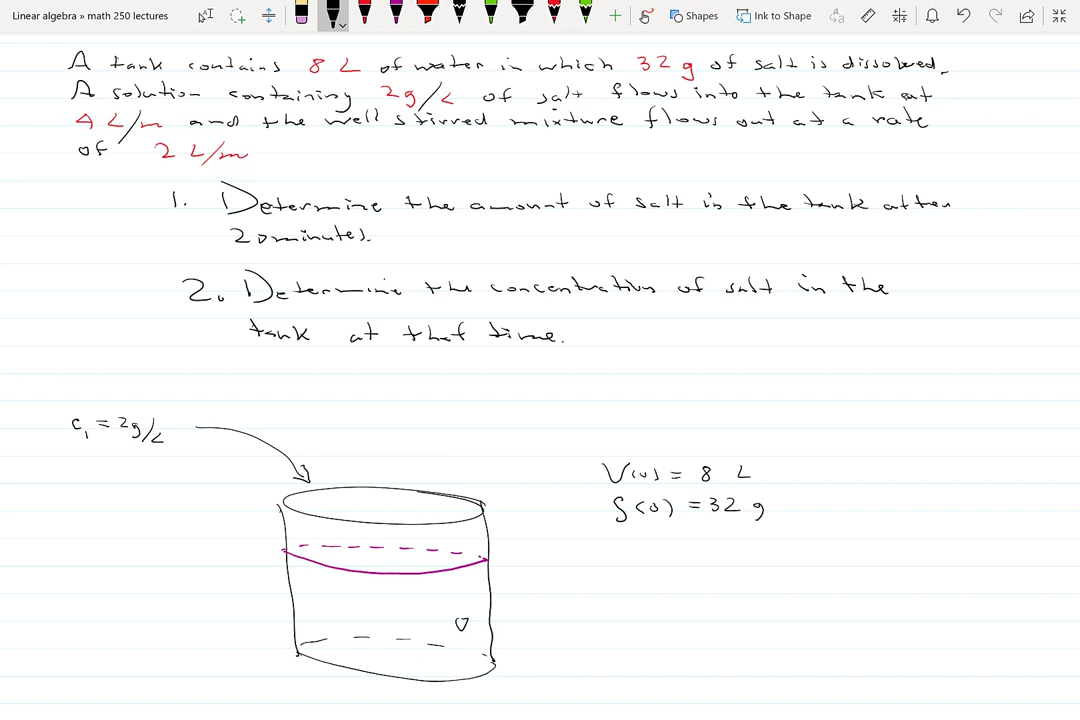 Linear algebra » math 250 lectures
Shapes
Ink to Shape
A tank contains 8 L of water in which 32 g of salt is dissolved.
A solution containing 2g/L of salt flows into the tank at
4 L/m and the well stirred mixture flows out at a rate
of 2 L/m
1. Determine the amount of salt in the tank after
20 minutes.
2. Determine the concentration of salt in the
tank at that time.
c₁ = 2g/L
V(0) = 8 L
S(0) = 32 g